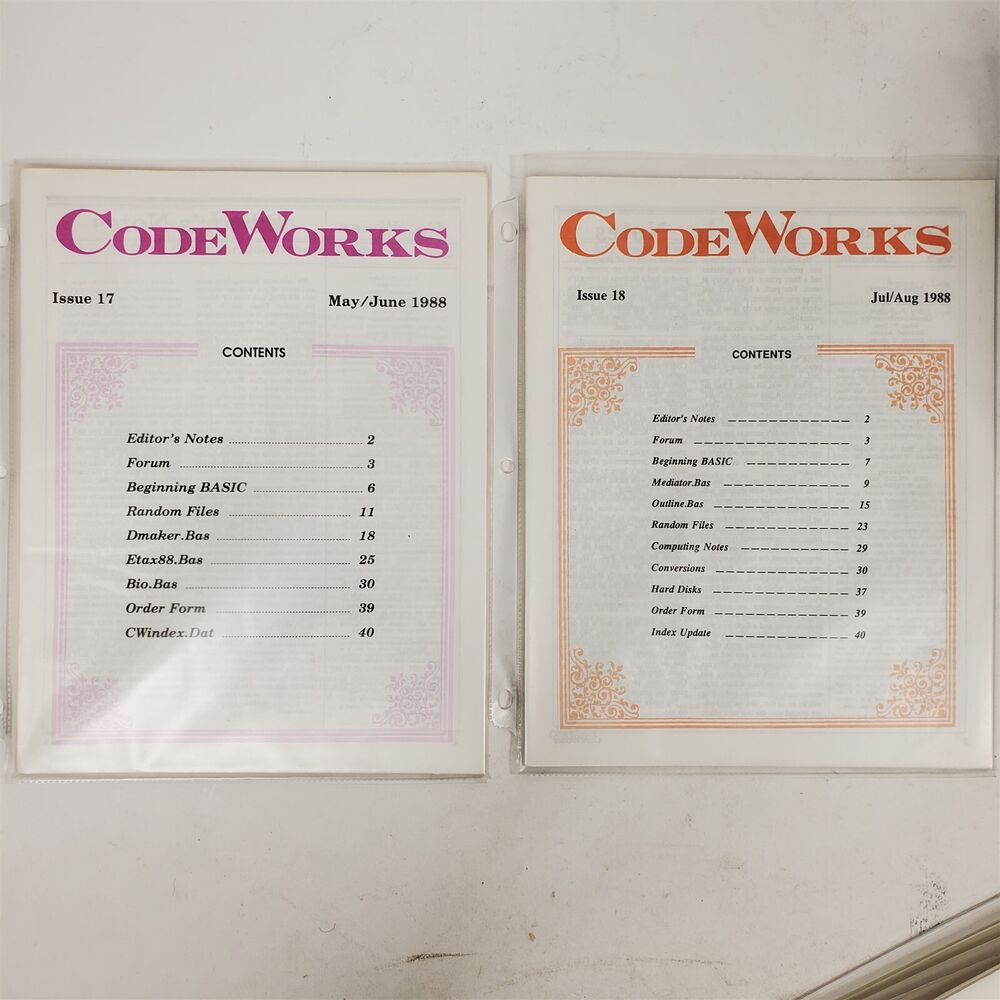 CODEWORKS
Issue 17 May/June 1988
CONTENTS
Editor's Notes 2
Forum 3
Beginning BASIC 6
Random Files 11
Dmaker.Bas 18
Etax88.Bas 25
Bio.Bas 30
Order Form 39
CWindex.Dat 40
CODEWORKS
Issue 18 Jul/Aug 1988
CONTENTS
Editor's Notes 2
Forum 3
Beginning BASIC 7
Mediator.Bas 9
Outline.Bas 15
Random Files 23
Computing Notes 29
Conversions 30
Hard Disks 37
Order Form 39
Index Update 40